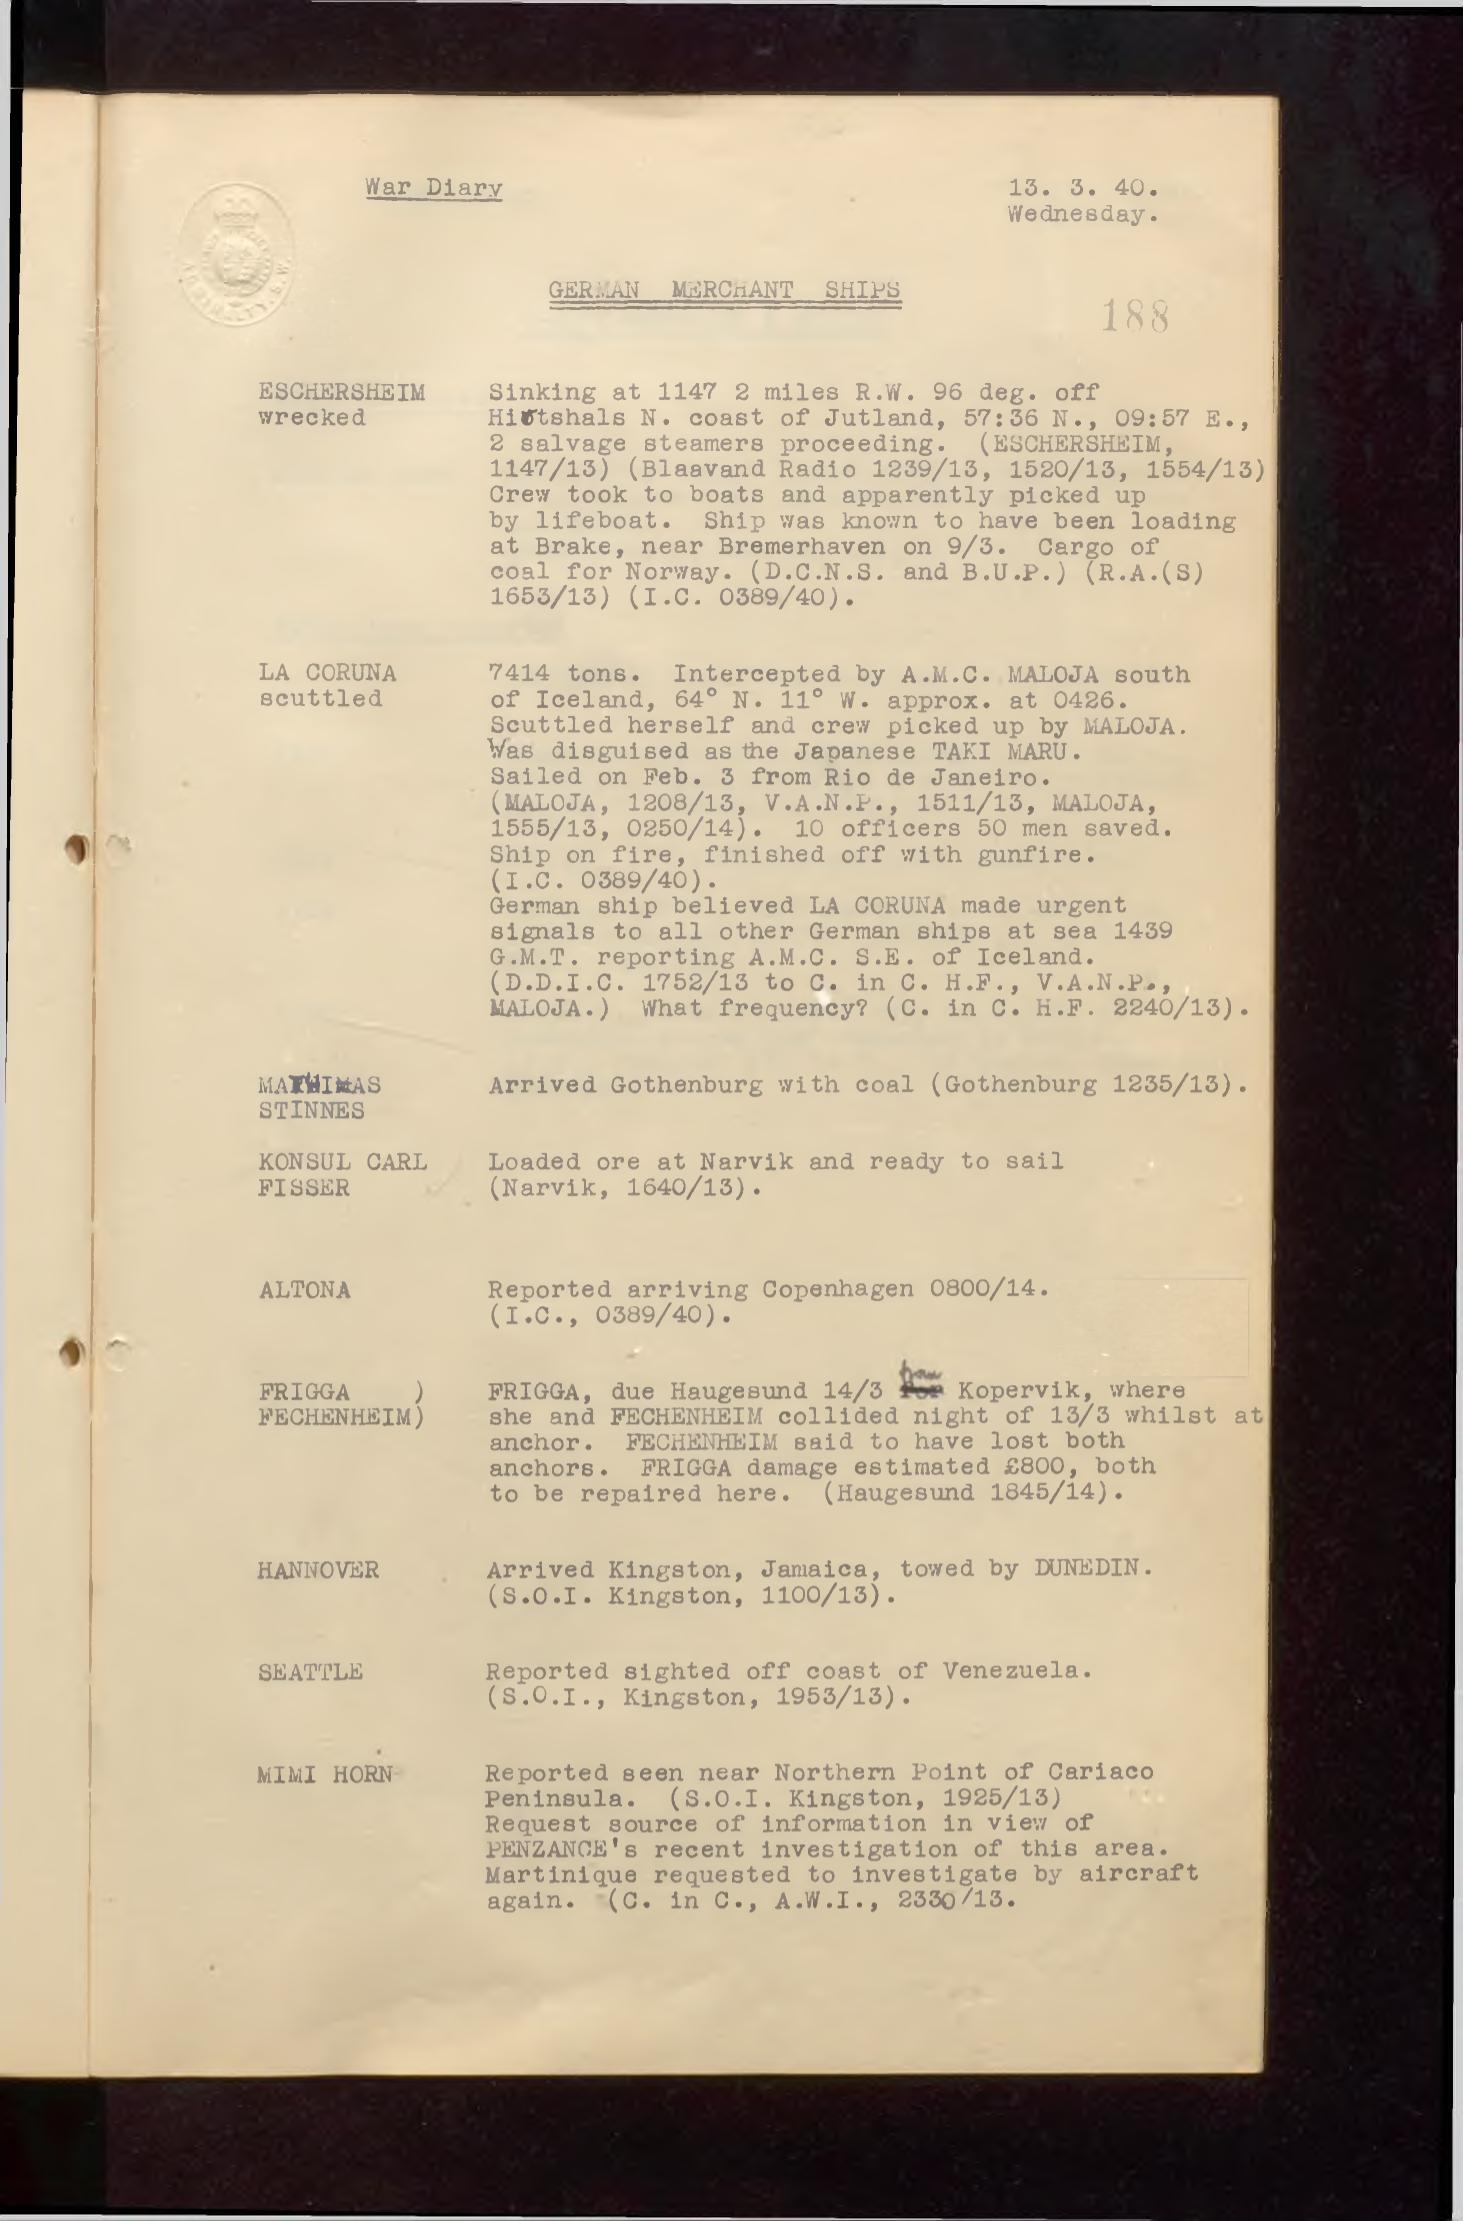 War Diary
13. 3. 40.
Wednesday.
GERMAN MERCHANT SHIPS
188
ESCHERSHEIM
wrecked
Sinking at 1147 2 miles R.W. 96 deg. off
Hirtshals N. coast of Jutland, 57:36 N., 09:57 E.,
2 salvage steamers proceeding. (ESCHERSHEIM,
1147/13) (Blaavand Radio 1239/13, 1520/13, 1554/13)
Crew took to boats and apparently picked up
by lifeboat. Ship was known to have been loading
at Brake, near Bremerhaven on 9/3. Cargo of
coal for Norway. (D.C.N.S. and B.U.P.) (R.A.(S)
1653/13) (I.C. 0389/40).
LA CORUNA
scuttled
7414 tons. Intercepted by A.M.C. MALOJA south
of Iceland, 64° N. 11° W. approx. at 0426.
Scuttled herself and crew picked up by MALOJA.
Was disguised as the Japanese TAKI MARU.
Sailed on Feb. 3 from Rio de Janeiro.
(MALOJA, 1208/13, V.A.N.P., 1511/13, MALOJA,
1555/13, 0250/14). 10 officers 50 men saved.
Ship on fire, finished off with gunfire.
(I.C. 0389/40).
German ship believed LA CORUNA made urgent
signals to all other German ships at sea 1439
G.M.T. reporting A.M.C. S.E. of Iceland.
(D.D.I.C. 1752/13 to C. in C. H.F., V.A.N.P.,
MALOJA.) What frequency? (C. in C. H.F. 2240/13).
MATHIAS
STINNES
Arrived Gothenburg with coal (Gothenburg 1235/13).
KONSUL CARL
FISSER
Loaded ore at Narvik and ready to sail
(Narvik, 1640/13).
ALTONA
Reported arriving Copenhagen 0800/14.
(I.C., 0389/40).
FRIGGA )
FECHENHEIM)
from
FRIGGA, due Haugesund 14/3 for Kopervik, where
she and FECHENHEIM collided night of 13/3 whilst at
anchor. FECHENHEIM said to have lost both
anchors. FRIGGA damage estimated £800, both
to be repaired here. (Haugesund 1845/14).
HANNOVER
Arrived Kingston, Jamaica, towed by DUNEDIN.
(S.O.I. Kingston, 1100/13).
SEATTLE
Reported sighted off coast of Venezuela.
(S.O.I., Kingston, 1953/13).
MIMI HORN
Reported seen near Northern Point of Cariaco
Peninsula. (S.O.I. Kingston, 1925/13)
Request source of information in view of
PENZANCE's recent investigation of this area.
Martinique requested to investigate by aircraft
again. (C. in C., A.W.I., 2330/13.